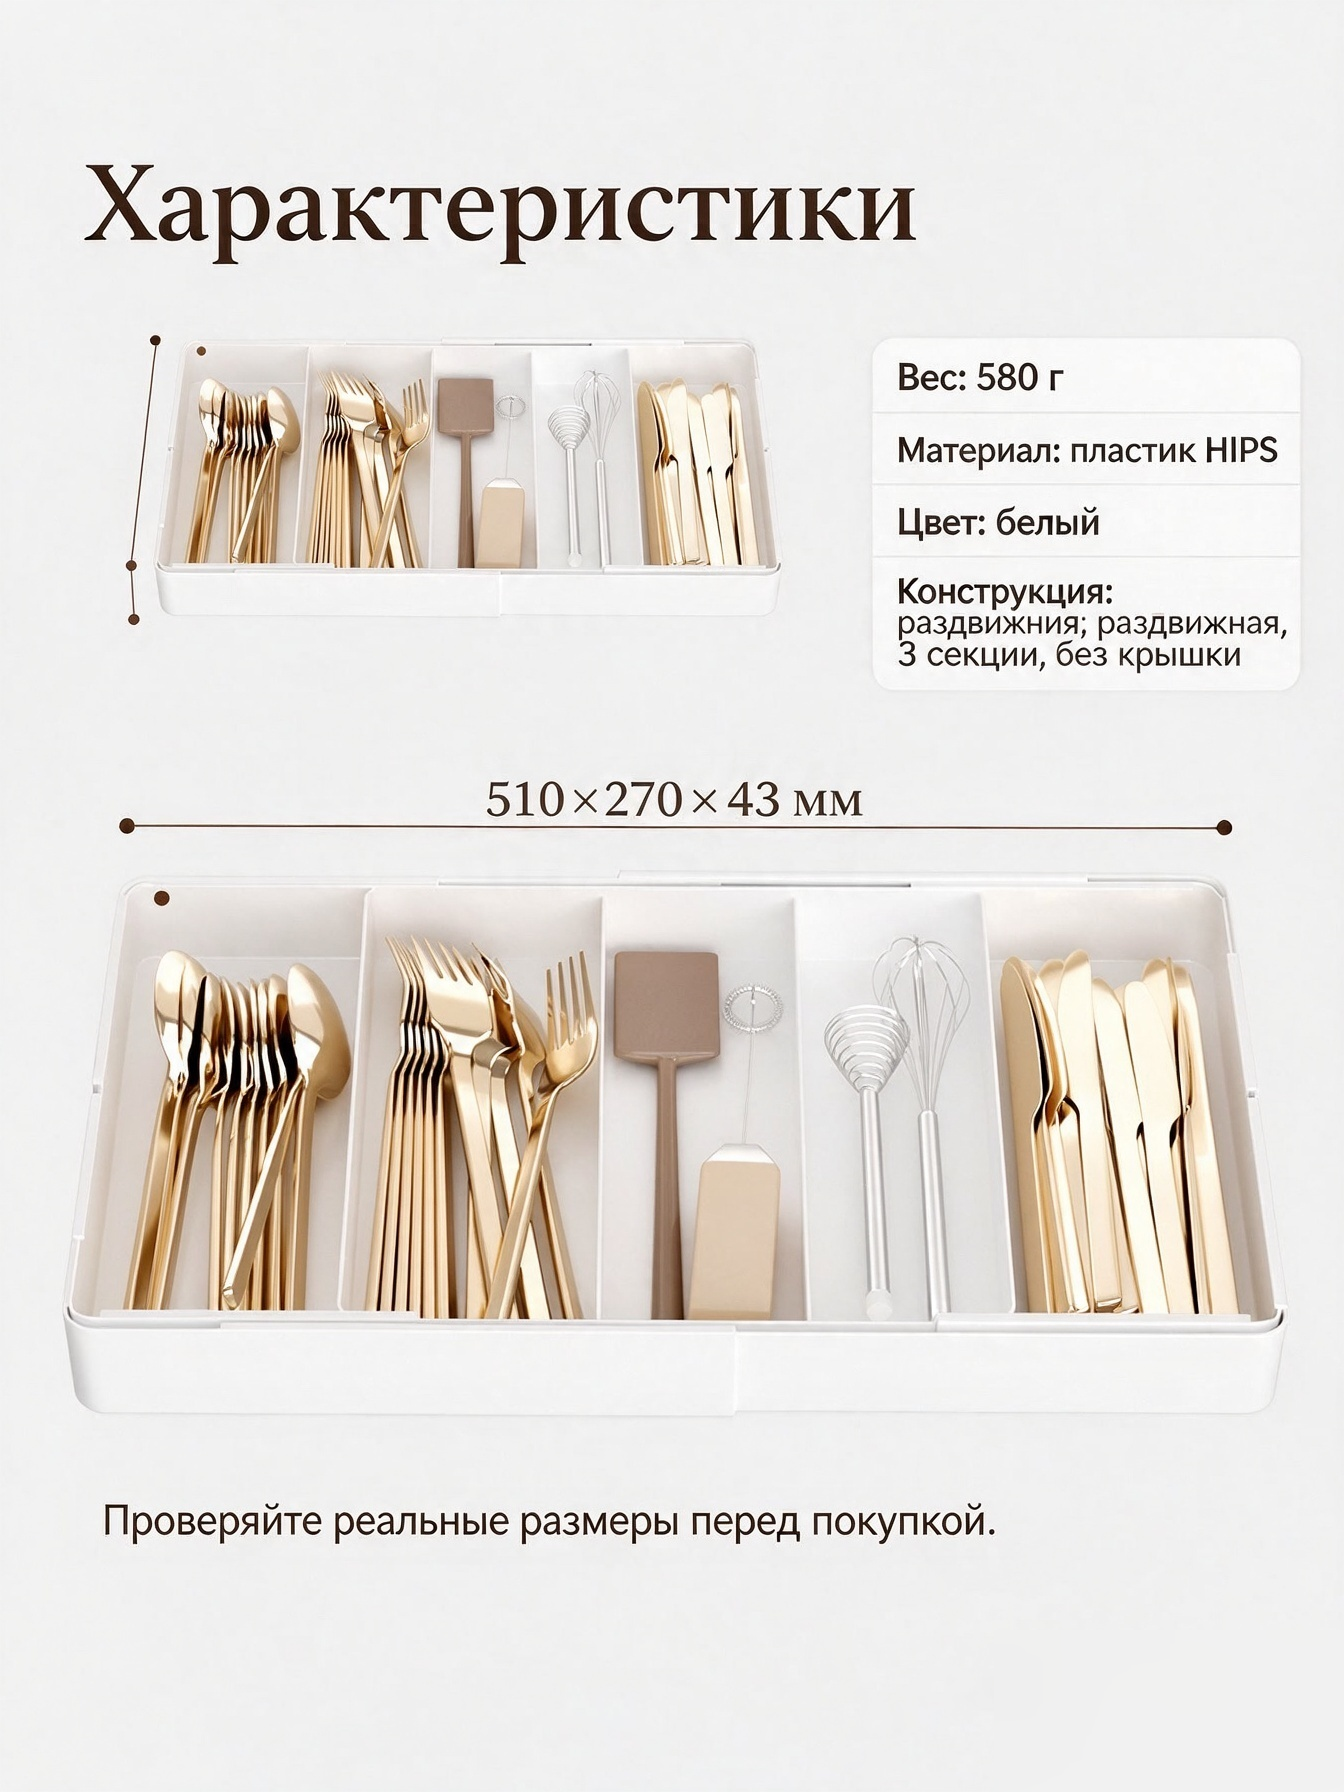 Характеристики
Вес: 580 г
Материал: пластик HIPS
Цвет: белый
Конструкция:
раздвижния; раздвижная,
3 секции, без крышки
510×270×43 мм
Проверяйте реальные размеры перед покупкой.